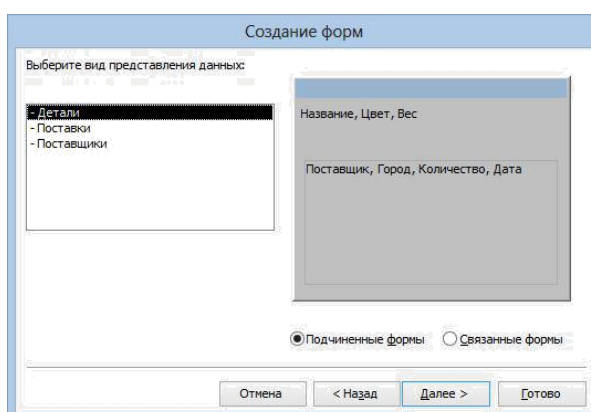 Создание форм
Выберите вид представления данных:
- Детали
- Поставки
- Поставщики
Название, Цвет, Вес
Поставщик, Город, Количество, Дата
Подчиненные формы
Связанные формы
Отмена
< Назад
Далее >
Готово